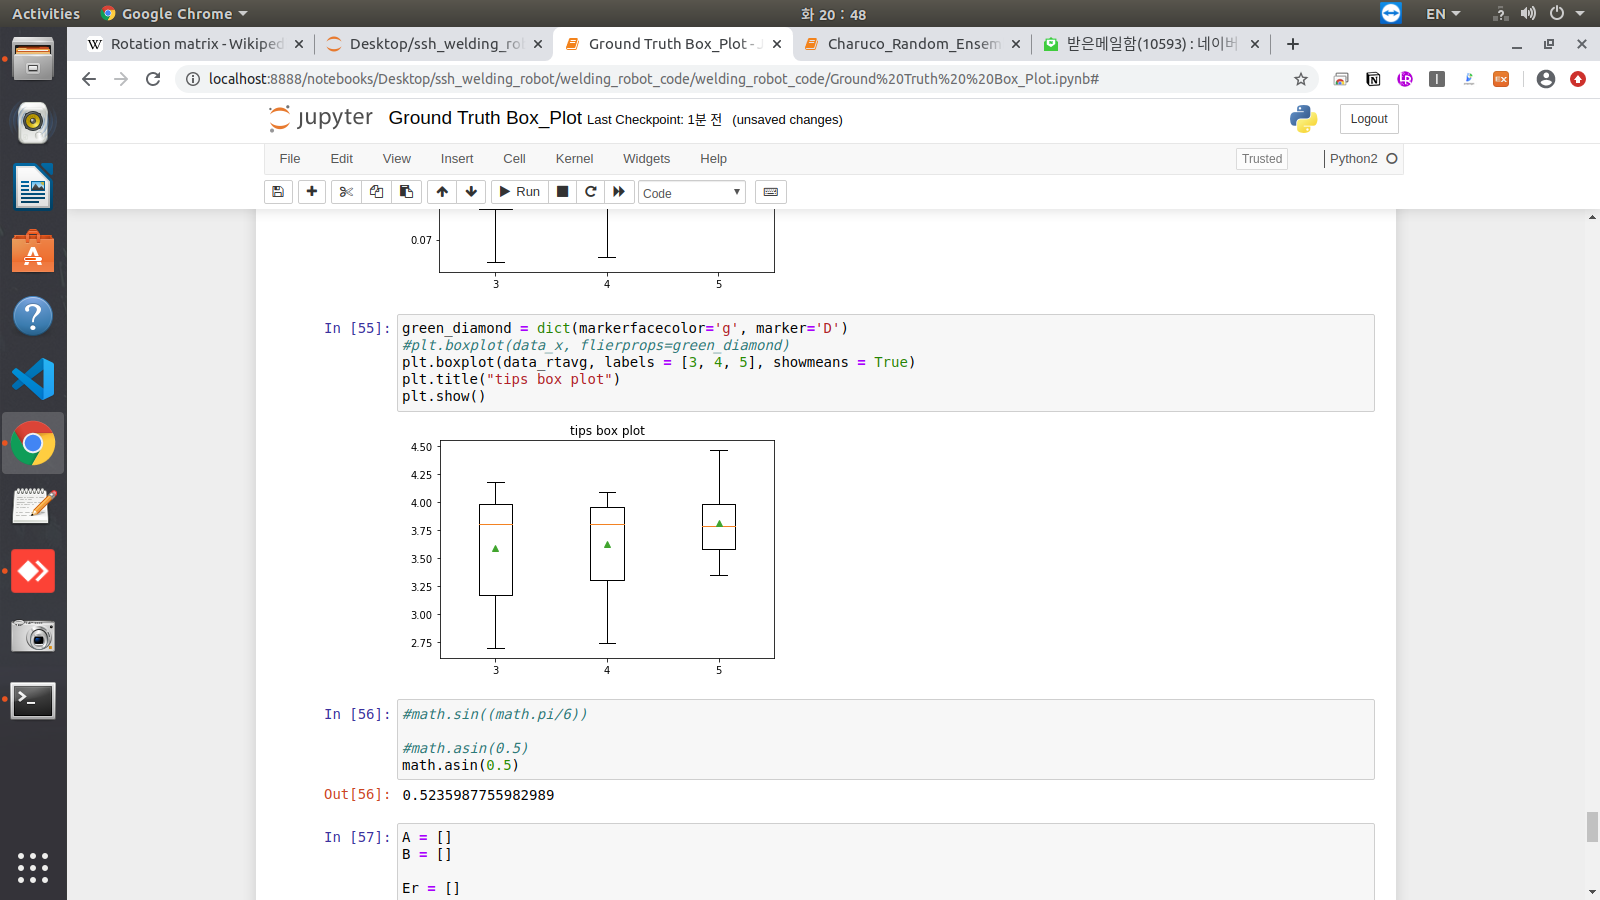 Activities
Google Chrome
화 20 : 48
EN
Rotation matrix - Wikiped
Desktop/ssh_welding_rol
Ground Truth Box_Plot - J
Charuco_Random_Ensem
받은메일함(10593) : 네이버
localhost:8888/notebooks/Desktop/ssh_welding_robot/welding_robot_code/welding_robot_code/Ground%20Truth%20%20Box_Plot.ipynb#
jupyter
Ground Truth Box_Plot Last Checkpoint: 1분 전 (unsaved changes)
Logout
File Edit View Insert Cell Kernel Widgets Help
Trusted
Python2
Run
Code
0.07
3 4 5
In [55]:
green_diamond = dict(markerfacecolor='g', marker='D')
#plt.boxplot(data_x, flierprops=green_diamond)
plt.boxplot(data_rtavg, labels = [3, 4, 5], showmeans = True)
plt.title("tips box plot")
plt.show()
tips box plot
4.50
4.25
4.00
3.75
3.50
3.25
3.00
2.75
3 4 5
In [56]:
#math.sin((math.pi/6))
#math.asin(0.5)
math.asin(0.5)
Out[56]: 0.5235987755982989
In [57]:
A = []
B = []
Er = []